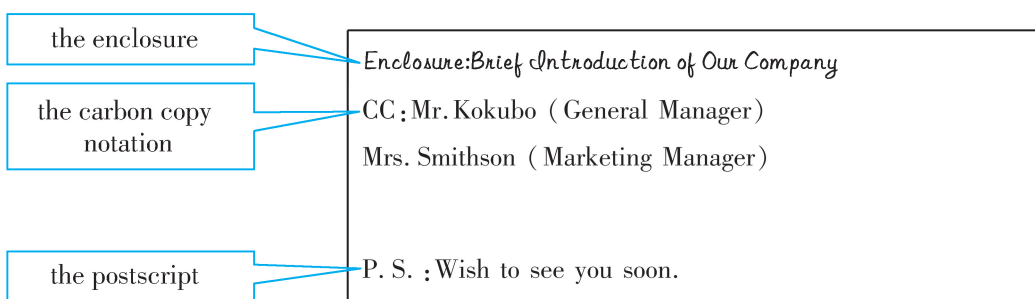 the enclosure
Enclosure:Brief Introduction of Our Company
the carbon copy
notation
CC:Mr. Kokubo (General Manager)
Mrs. Smithson (Marketing Manager)
the postscript
P. S. :Wish to see you soon.